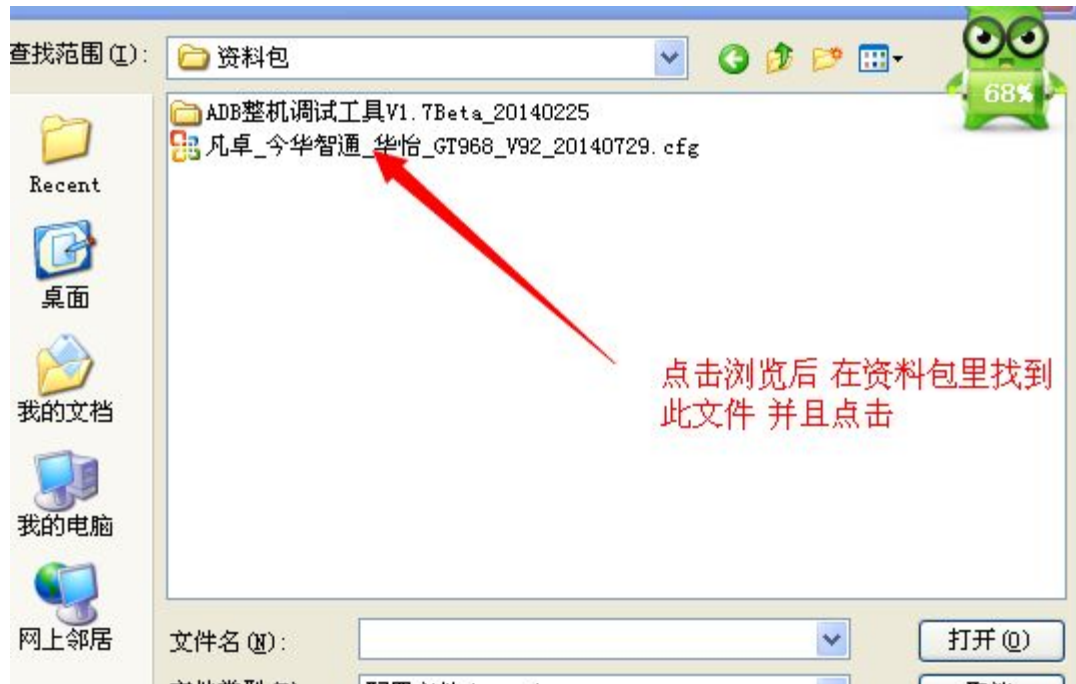 查找范围(I):
资料包
68%
ADB整机调试工具V1.7Beta_20140225
凡卓_今华智通_华怡_GT968_V92_20140729.cfg
Recent
桌面
我的文档
我的电脑
网上邻居
点击浏览后 在资料包里找到
此文件 并且点击
文件名(N):
打开(O)